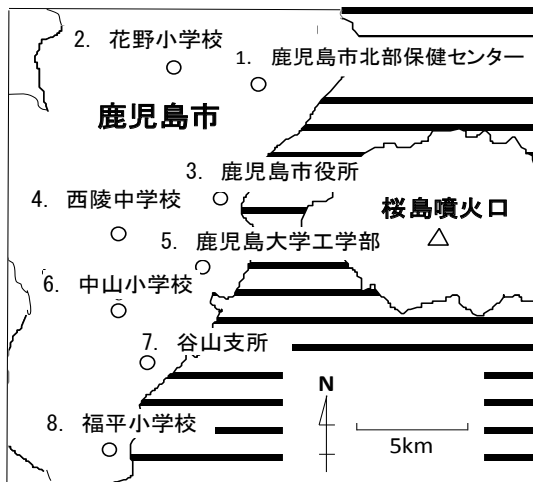 2. 花野小学校
1. 鹿児島市北部保健センター
鹿児島市
3. 鹿児島市役所
4. 西陵中学校
桜島噴火口
5. 鹿児島大学工学部
6. 中山小学校
7. 谷山支所
N
8. 福平小学校
5km